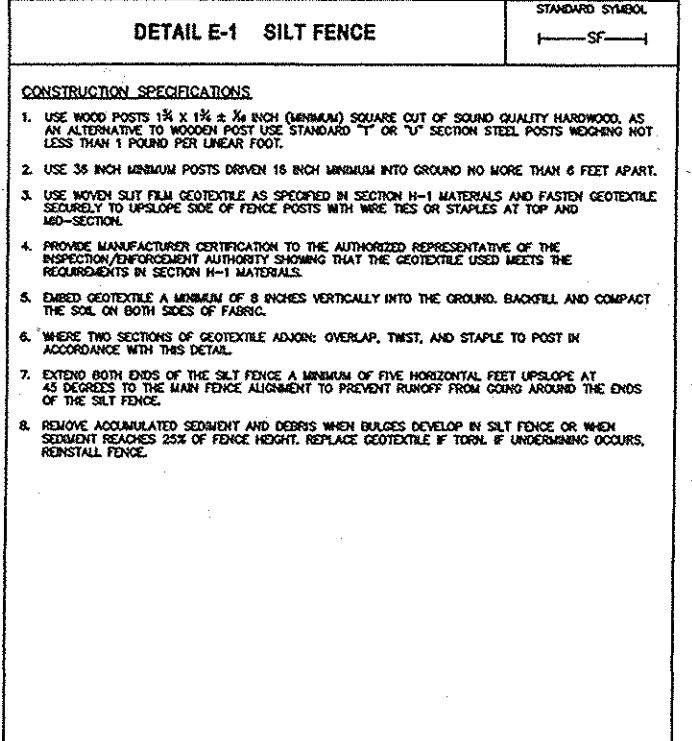 STANDARD SYMBOL
DETAIL E-1 SILT FENCE
SF
CONSTRUCTION SPECIFICATIONS
1. USE WOOD POSTS 1¾ X 1¾ ± 1/16 INCH (MINIMUM) SQUARE CUT OF SOUND QUALITY HARDWOOD. AS
AN ALTERNATIVE TO WOODEN POST USE STANDARD "T" OR "U" SECTION STEEL POSTS WEIGHING NOT
LESS THAN 1 POUND PER LINEAR FOOT.
2. USE 36 INCH MINIMUM POSTS DRIVEN 16 INCH MINIMUM INTO GROUND NO MORE THAN 6 FEET APART.
3. USE WOVEN SLIT FILM GEOTEXTILE AS SPECIFIED IN SECTION H-1 MATERIALS AND FASTEN GEOTEXTILE
SECURELY TO UPSLOPE SIDE OF FENCE POSTS WITH WIRE TIES OR STAPLES AT TOP AND
MID-SECTION.
4. PROVIDE MANUFACTURER CERTIFICATION TO THE AUTHORIZED REPRESENTATIVE OF THE
INSPECTION/ENFORCEMENT AUTHORITY SHOWING THAT THE GEOTEXTILE USED MEETS THE
REQUIREMENTS IN SECTION H-1 MATERIALS.
5. EMBED GEOTEXTILE A MINIMUM OF 8 INCHES VERTICALLY INTO THE GROUND. BACKFILL AND COMPACT
THE SOIL ON BOTH SIDES OF FABRIC.
6. WHERE TWO SECTIONS OF GEOTEXTILE ADJOIN: OVERLAP, TWIST, AND STAPLE TO POST IN
ACCORDANCE WITH THIS DETAIL.
7. EXTEND BOTH ENDS OF THE SILT FENCE A MINIMUM OF FIVE HORIZONTAL FEET UPSLOPE AT
45 DEGREES TO THE MAIN FENCE ALIGNMENT TO PREVENT RUNOFF FROM GOING AROUND THE ENDS
OF THE SILT FENCE.
8. REMOVE ACCUMULATED SEDIMENT AND DEBRIS WHEN BULGES DEVELOP IN SILT FENCE OR WHEN
SEDIMENT REACHES 25% OF FENCE HEIGHT. REPLACE GEOTEXTILE IF TORN. IF UNDERMINING OCCURS,
REINSTALL FENCE.